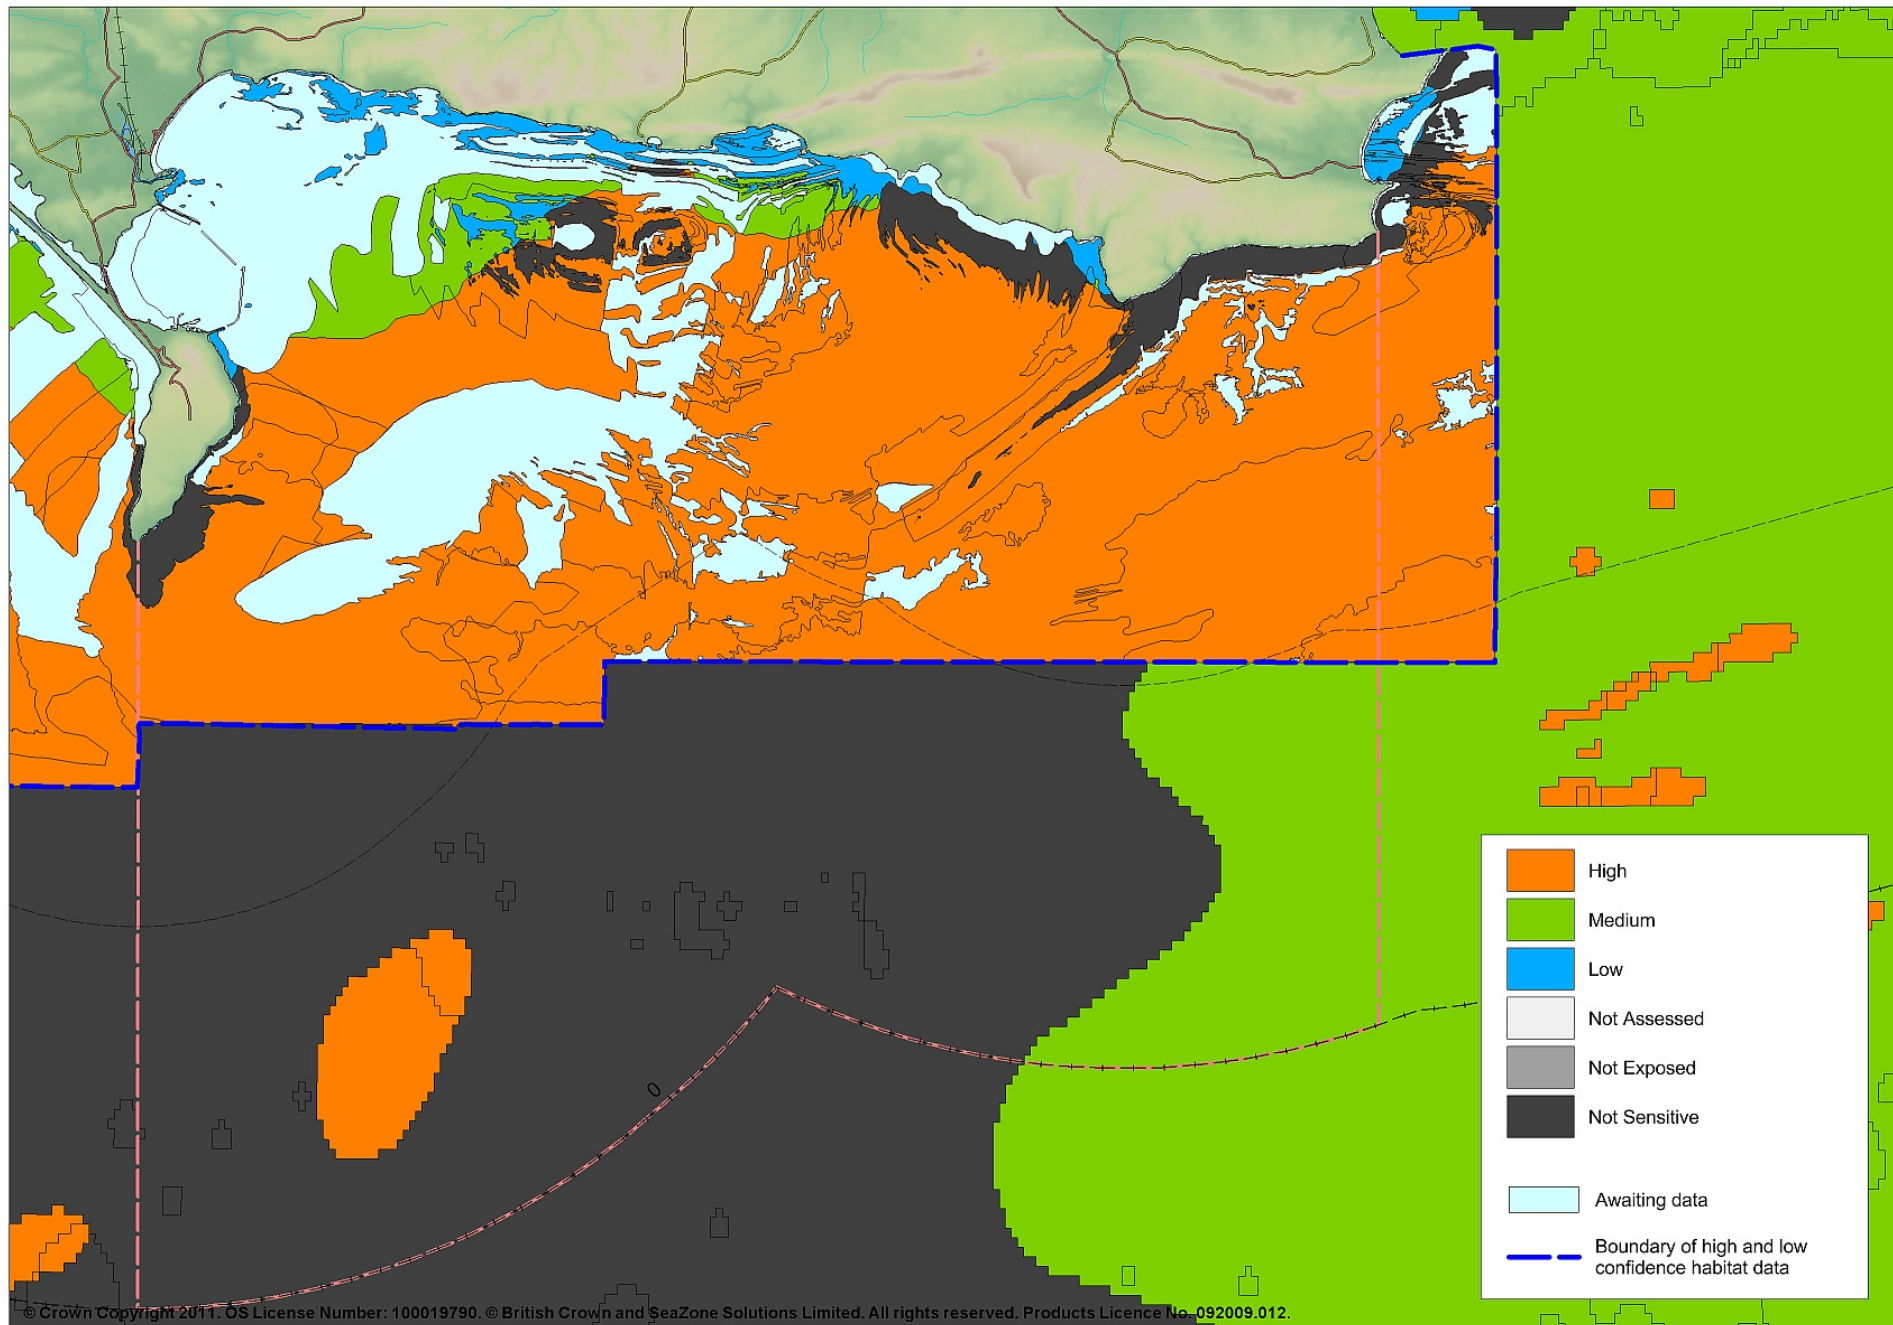 High
Medium
Low
Not Assessed
Not Exposed
Not Sensitive
Awaiting data
Boundary of high and low
confidence habitat data
0
© Crown Copyright 2011. OS License Number: 100019790. © British Crown and SeaZone Solutions Limited. All rights reserved. Products Licence No. 092009.012.